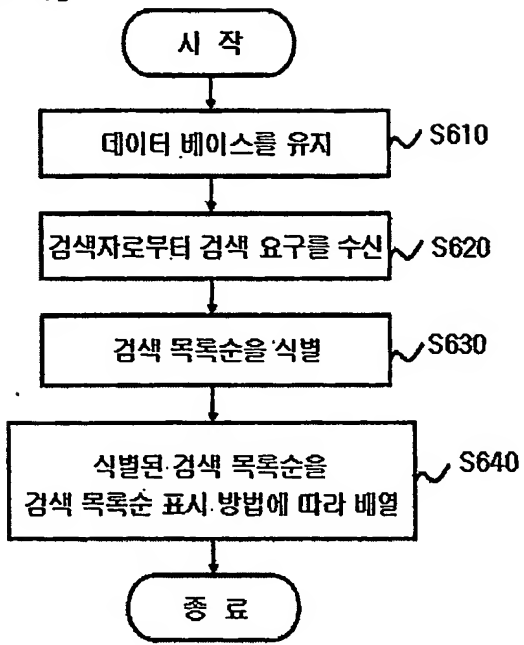 시 작
데이터 베이스를 유지 S610
검색자로부터 검색 요구를 수신 S620
검색 목록순을 식별 S630
식별된 검색 목록순을 S640
검색 목록순 표시 방법에 따라 배열
종 료